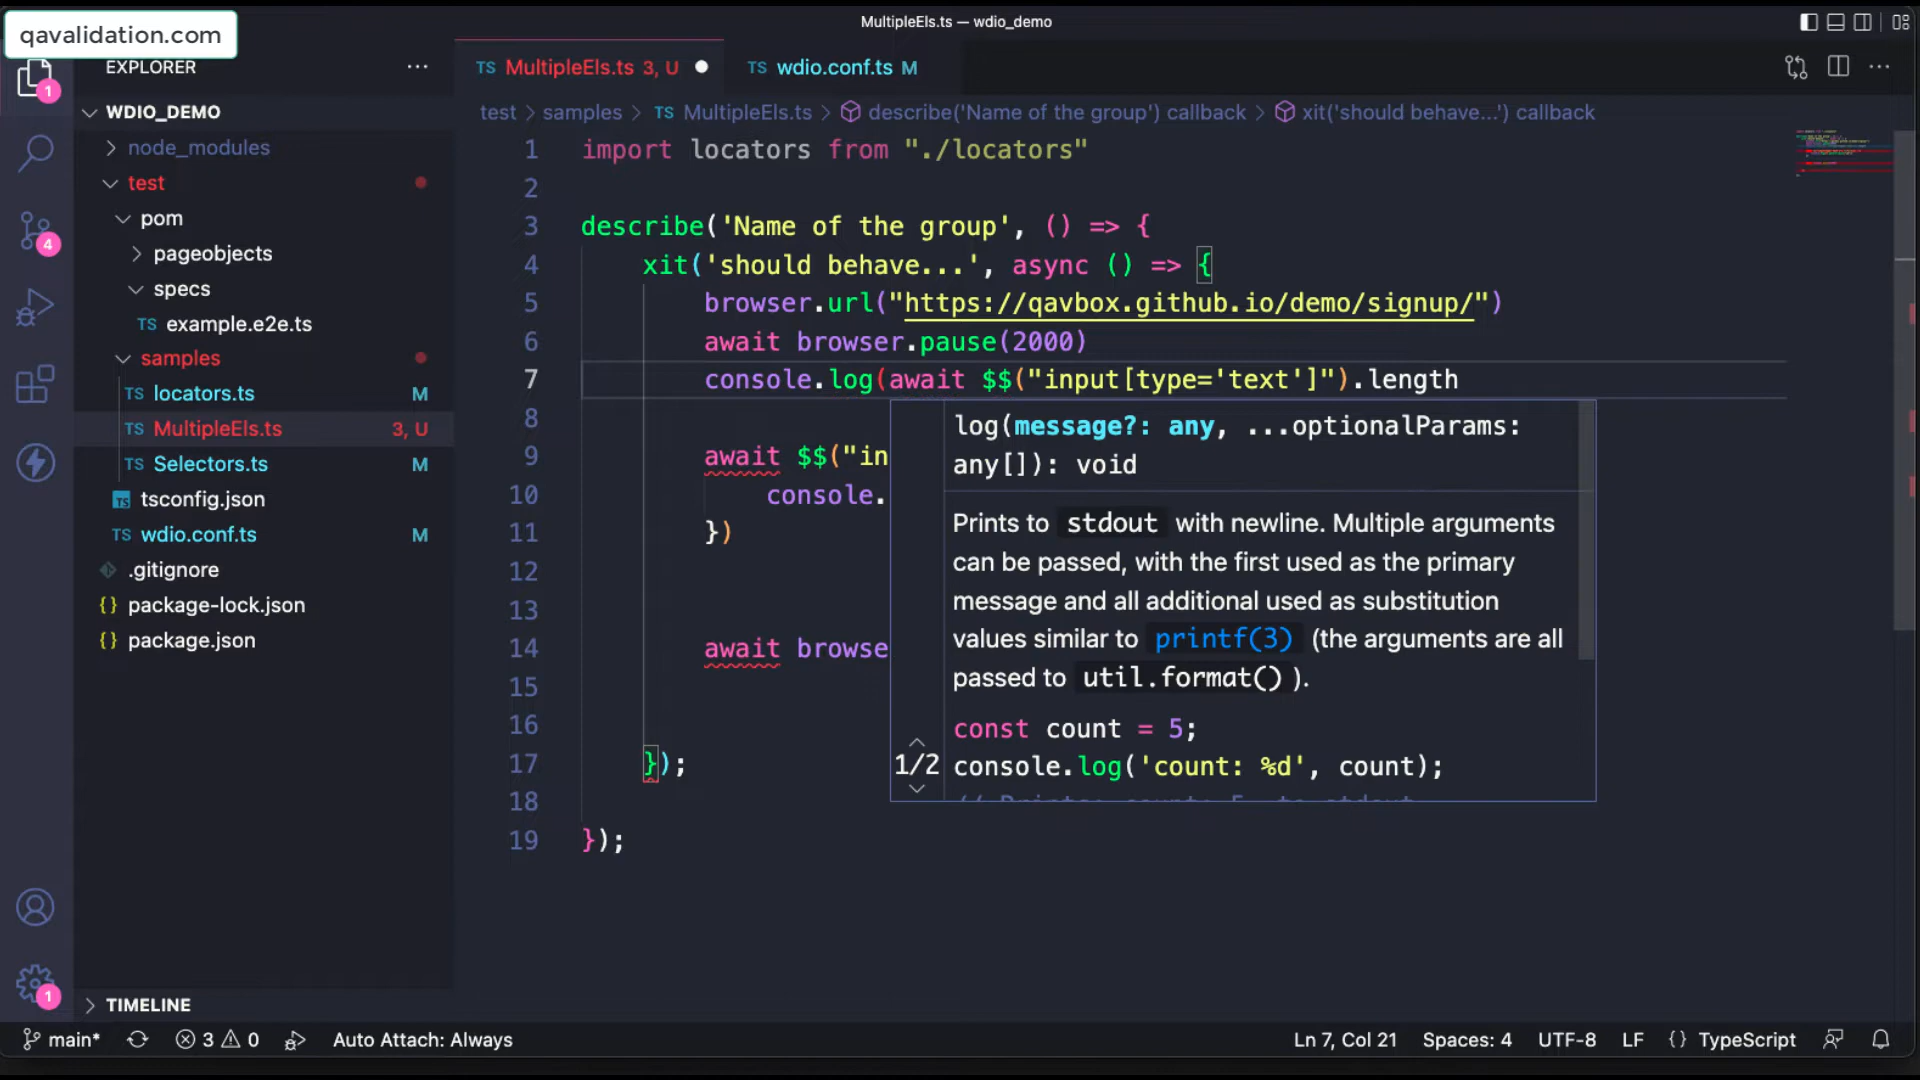 MultipleEls.ts — wdio_demo
qavalidation.com
EXPLORER
WDIO_DEMO
node_modules
test
pom
pageobjects
specs
TS example.e2e.ts
samples
TS locators.ts M
TS MultipleEls.ts 3, U
TS Selectors.ts M
TS tsconfig.json
TS wdio.conf.ts M
.gitignore
{} package-lock.json
{} package.json
TIMELINE
1
4
1
TS MultipleEls.ts 3, U
TS wdio.conf.ts M
test > samples > TS MultipleEls.ts > describe('Name of the group') callback > xit('should behave...') callback
1 import locators from "./locators"
2
3 describe('Name of the group', () => {
4 xit('should behave...', async () => {
5 browser.url("https://qavbox.github.io/demo/signup/")
6 await browser.pause(2000)
7 console.log(await $$("input[type='text']").length
8
9 await $$("in
10 console.
11 })
12
13
14 await browse
15
16
17 });
18
19 });
log(message?: any, ...optionalParams:
any[]): void
Prints to stdout with newline. Multiple arguments
can be passed, with the first used as the primary
message and all additional used as substitution
values similar to printf(3) (the arguments are all
passed to util.format() ).
const count = 5;
1/2 console.log('count: %d', count);
// Prints: count: 5, to stdout
main* 3 0 Auto Attach: Always
Ln 7, Col 21 Spaces: 4 UTF-8 LF {} TypeScript